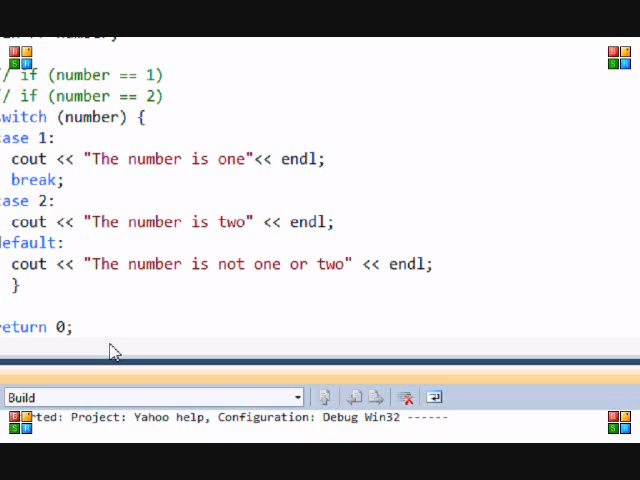 // if (number == 1)
/ if (number == 2)
witch (number) {
ase 1:
cout << "The number is one"<< endl;
break;
ase 2:
cout << "The number is two" << endl;
default:
cout << "The number is not one or two" << endl;
}
return 0;
Build
rted: Project: Yahoo help, Configuration: Debug Win32 ------